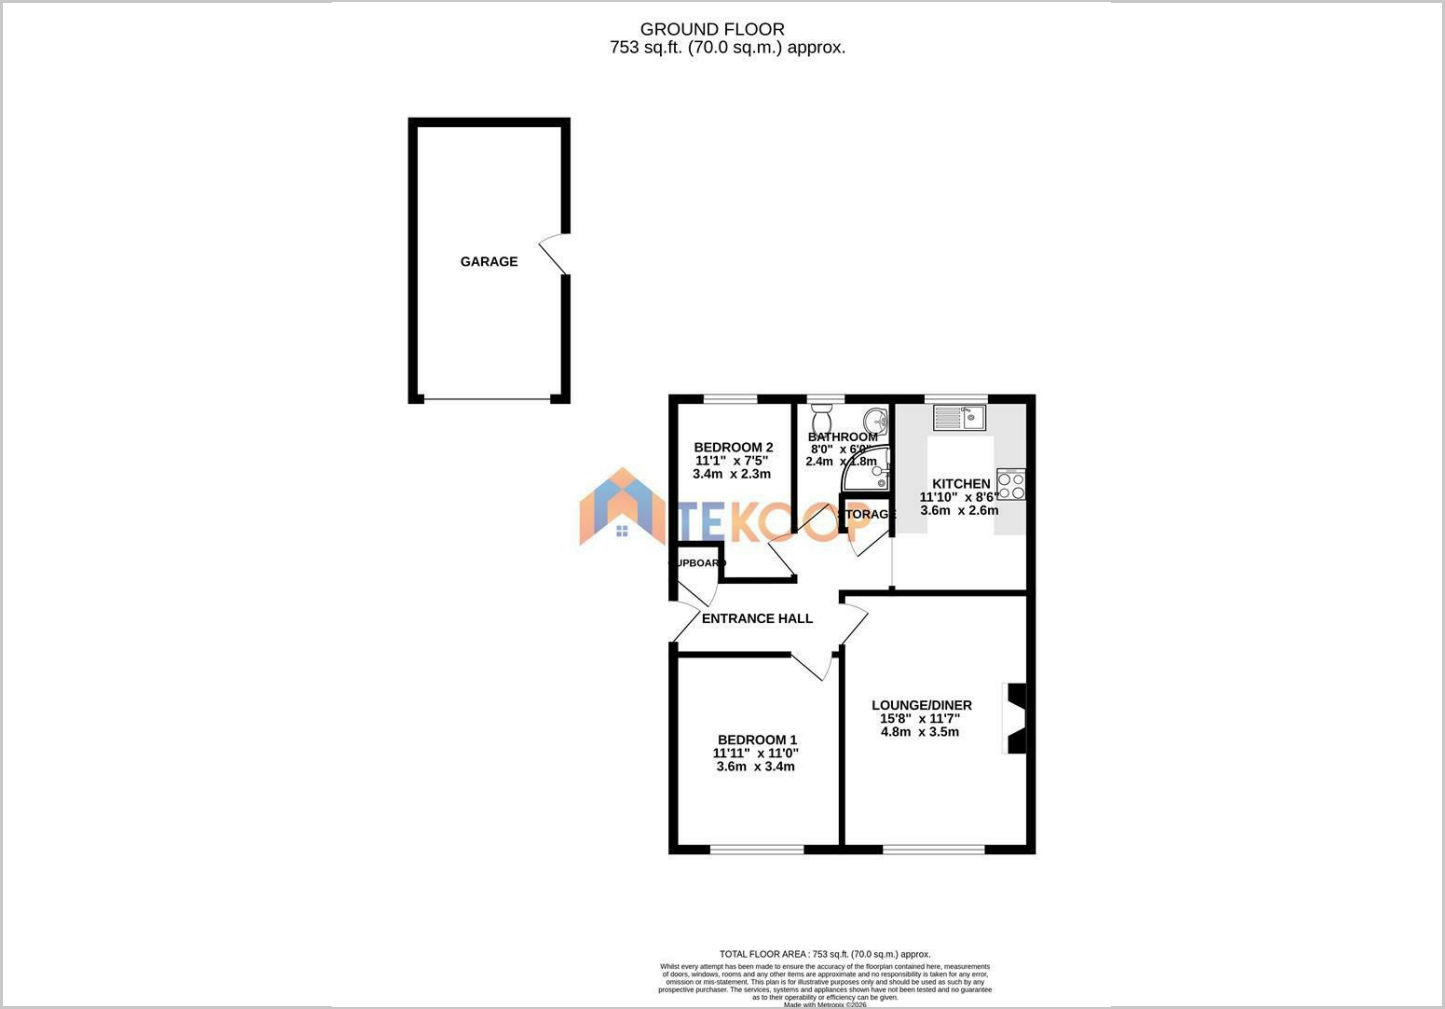 GROUND FLOOR
753 sq.ft. (70.0 sq.m.) approx.
GARAGE
BEDROOM 2
11'1" x 7'5"
3.4m x 2.3m
BATHROOM
8'0" x 6'0"
2.4m x 1.8m
KITCHEN
11'10" x 8'6"
3.6m x 2.6m
STORAGE
TEKOOP
CUPBOARD
ENTRANCE HALL
LOUNGE/DINER
15'8" x 11'7"
4.8m x 3.5m
BEDROOM 1
11'11" x 11'0"
3.6m x 3.4m
TOTAL FLOOR AREA : 753 sq.ft. (70.0 sq.m.) approx.
Whilst every attempt has been made to ensure the accuracy of the floorplan contained here, measurements
of doors, windows, rooms and any other items are approximate and no responsibility is taken for any error,
omission or mis-statement. This plan is for illustrative purposes only and should be used as such by any
prospective purchaser. The services, systems and appliances shown have not been tested and no guarantee
as to their operability or efficiency can be given.
Made with Metropix ©2026